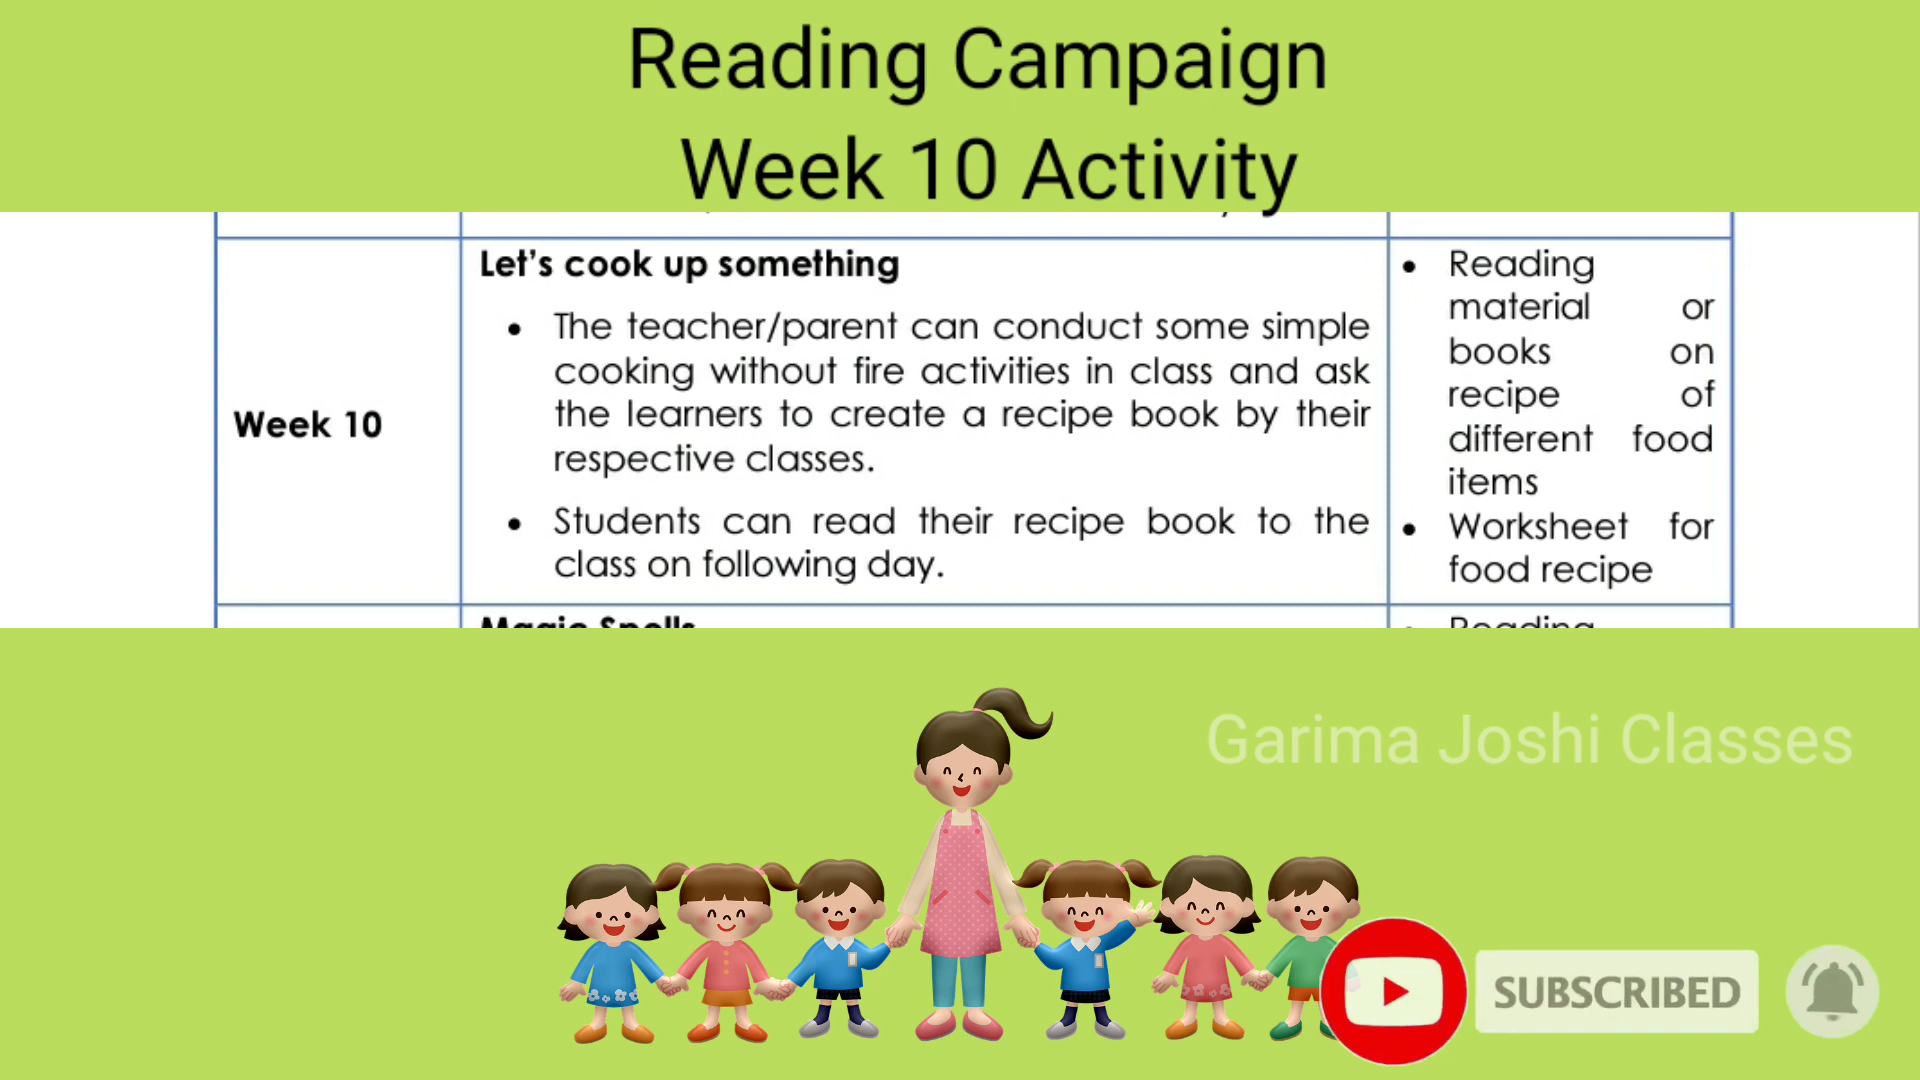 Reading Campaign
Week 10 Activity
Week 10
Let's cook up something
• The teacher/parent can conduct some simple
cooking without fire activities in class and ask
the learners to create a recipe book by their
respective classes.
• Students can read their recipe book to the
class on following day.
• Reading
material or
books on
recipe of
different food
items
• Worksheet for
food recipe
Magic Spells
Reading
Garima Joshi Classes
SUBSCRIBED